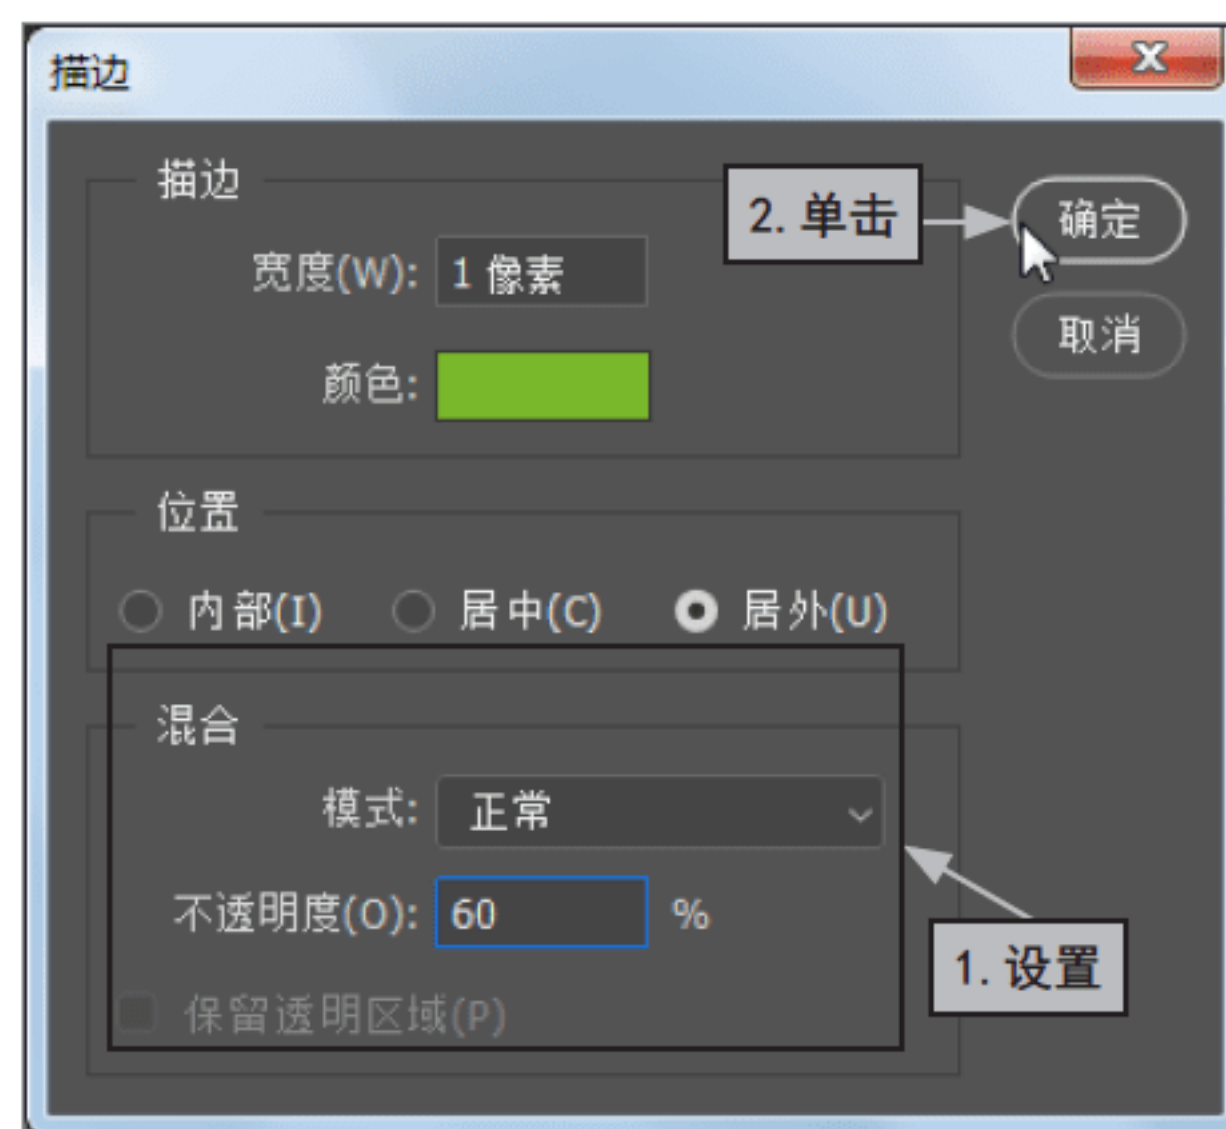 描边
描边
2. 单击
确定
宽度(W): 1 像素
取消
颜色:
位置
内部(I) 居中(C) 居外(U)
混合
模式: 正常
不透明度(O): 60 %
1. 设置
保留透明区域(P)